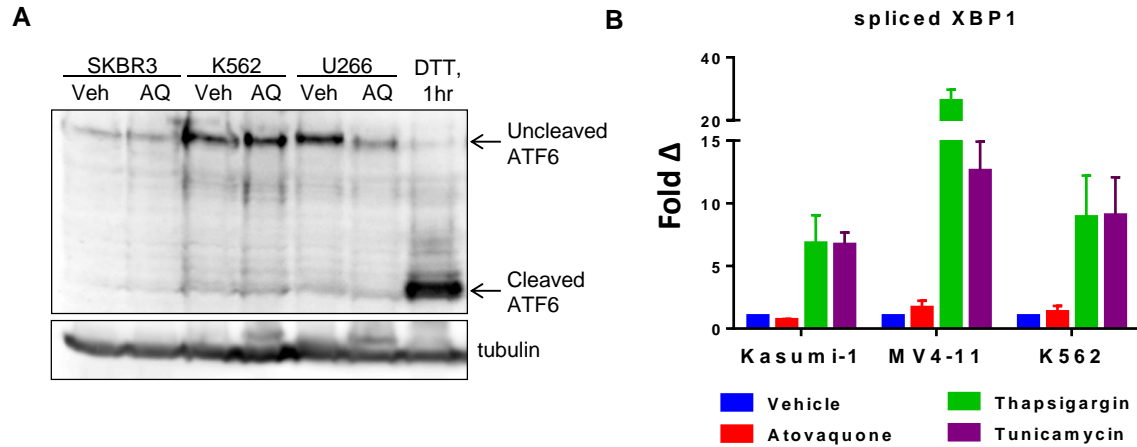 A
SKBR3 K562 U266 DTT,
1hr
Veh AQ Veh AQ Veh AQ
Uncleaved
ATF6
Cleaved
ATF6
tubulin
B
spliced XBP1
Fold Δ
40
20
15
10
5
0
Kasumi-1 MV4-11 K562
Vehicle Thapsigargin
Atovaquone Tunicamycin